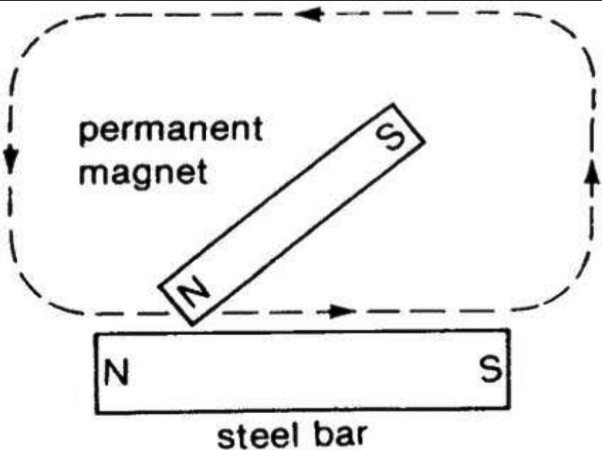 permanent
magnet
S
N
N S
steel bar